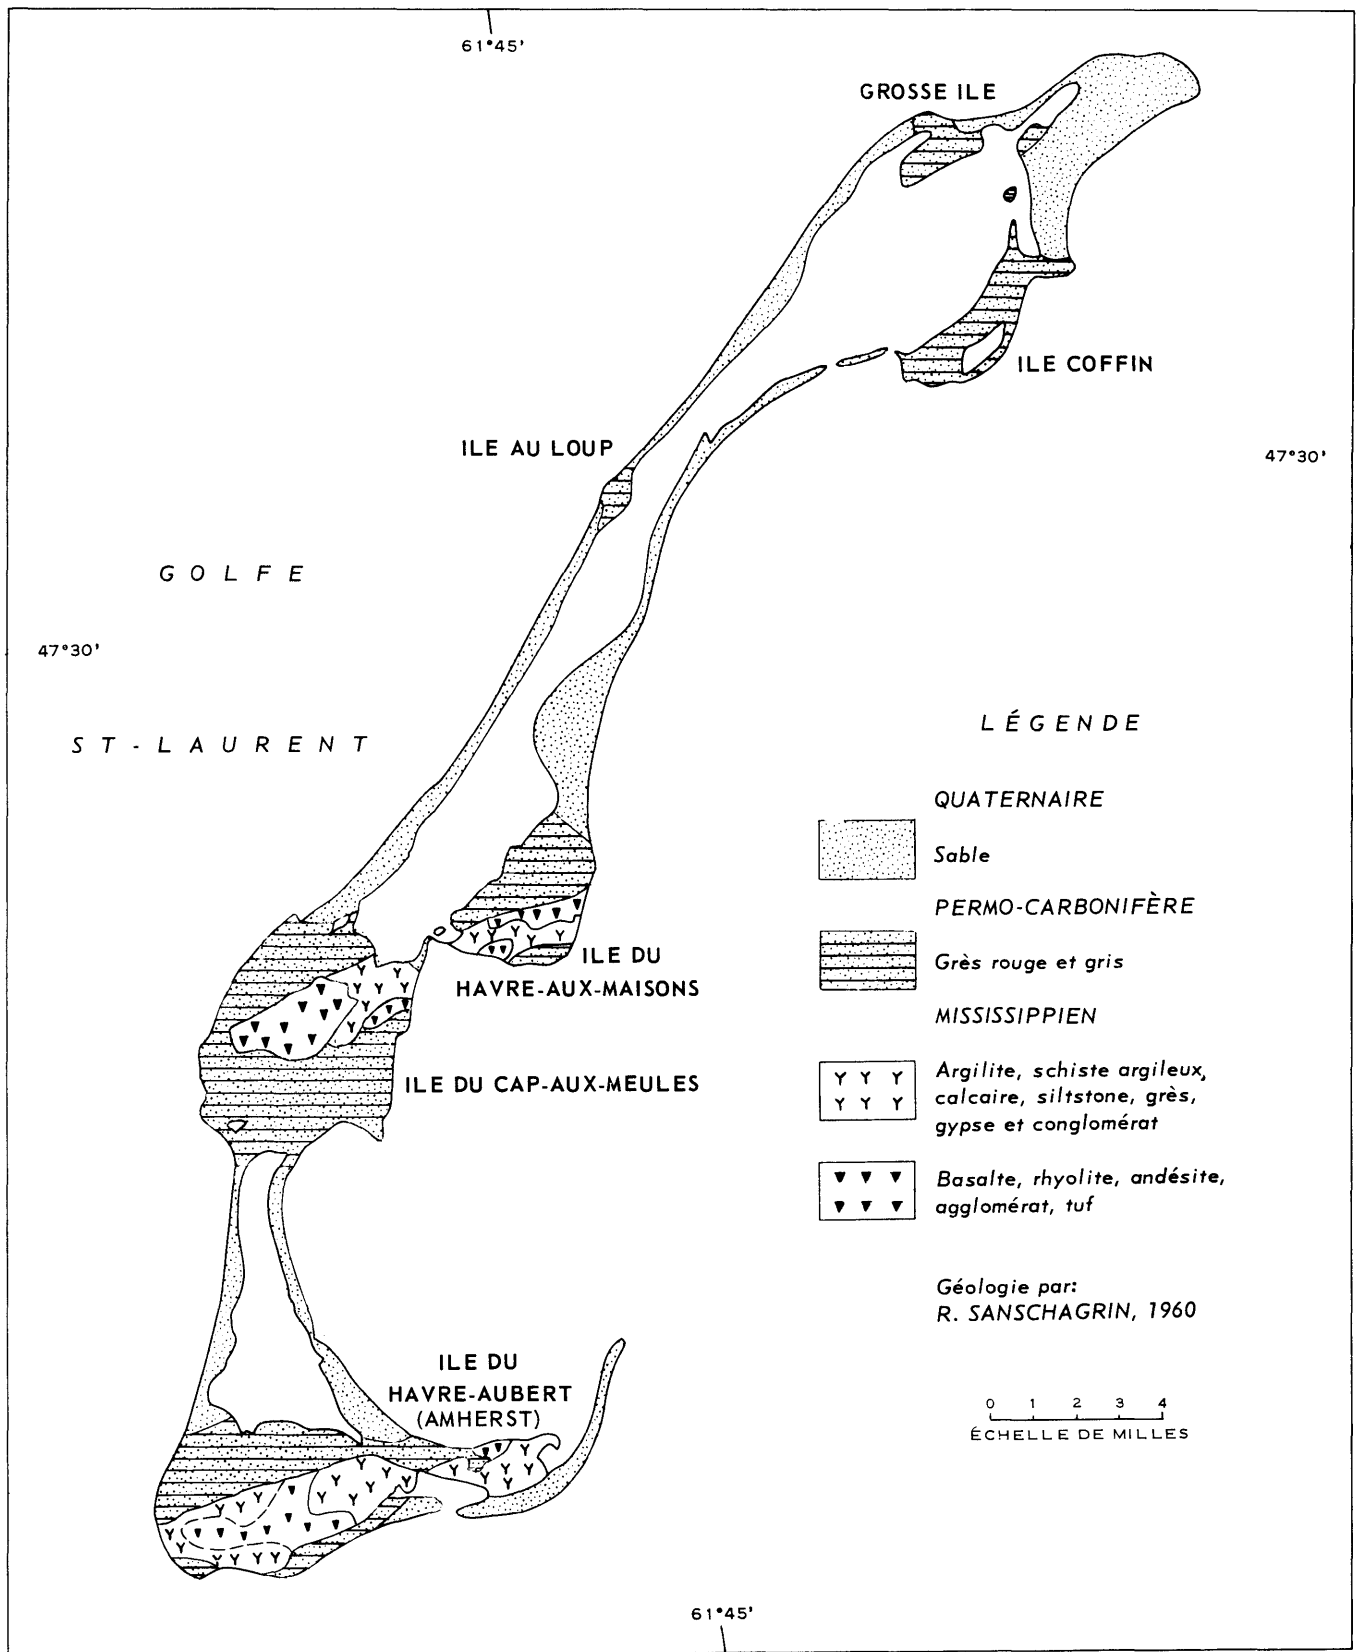 61°45'
GROSSE ILE
ILE COFFIN
ILE AU LOUP
47°30'
GOLFE
47°30'
ST-LAURENT
ILE DU
HAVRE-AUX-MAISONS
ILE DU CAP-AUX-MEULES
ILE DU
HAVRE-AUBERT
(AMHERST)
LÉGENDE
QUATERNAIRE
Sable
PERMO-CARBONIFÈRE
Grès rouge et gris
MISSISSIPPIEN
Argilite, schiste argileux,
calcaire, siltstone, grès,
gypse et conglomérat
Basalte, rhyolite, andésite,
agglomérat, tuf
Géologie par:
R. SANSCHAGRIN, 1960
0 1 2 3 4
ÉCHELLE DE MILLES
61°45'